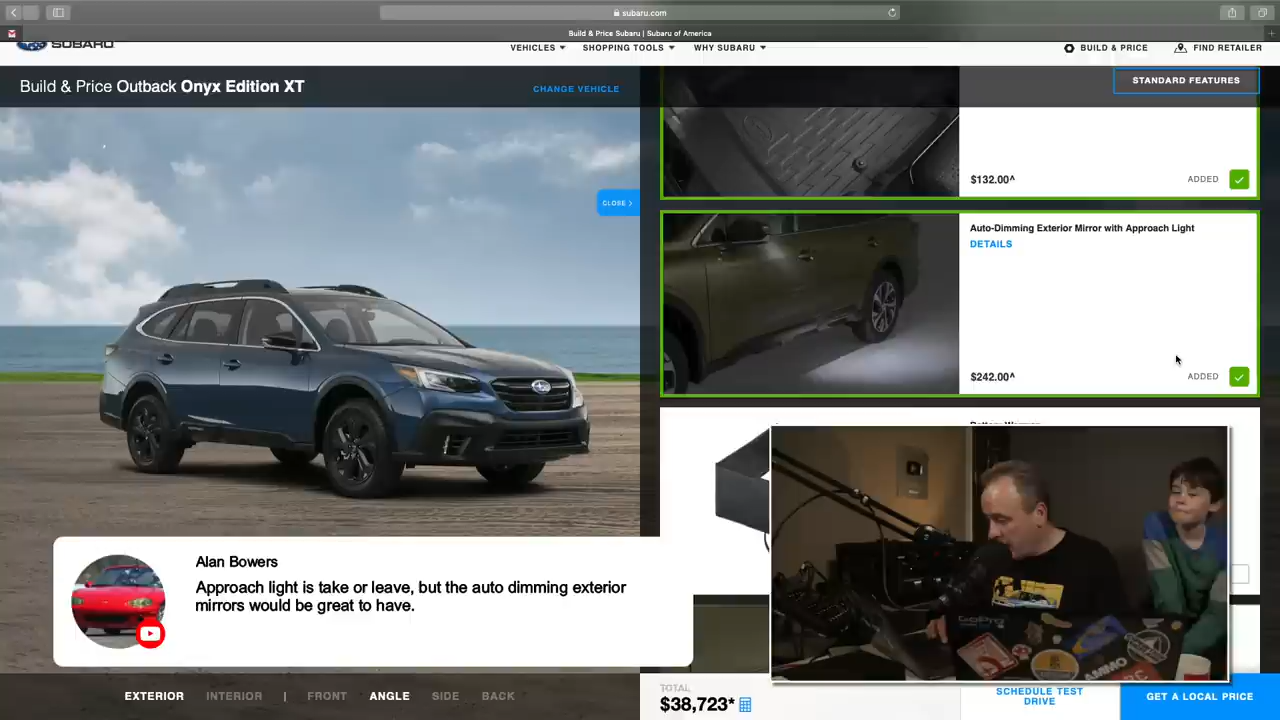 subaru.com
Build & Price Subaru | Subaru of America
SUBARU
VEHICLES
SHOPPING TOOLS
WHY SUBARU
BUILD & PRICE
FIND RETAILER
Build & Price Outback Onyx Edition XT
CHANGE VEHICLE
STANDARD FEATURES
$132.00^
ADDED
CLOSE >
Auto-Dimming Exterior Mirror with Approach Light
DETAILS
$242.00^
ADDED
Alan Bowers
Approach light is take or leave, but the auto dimming exterior
mirrors would be great to have.
GoPro
AMMO
EXTERIOR INTERIOR | FRONT ANGLE SIDE BACK
TOTAL
$38,723*
SCHEDULE TEST
DRIVE
GET A LOCAL PRICE